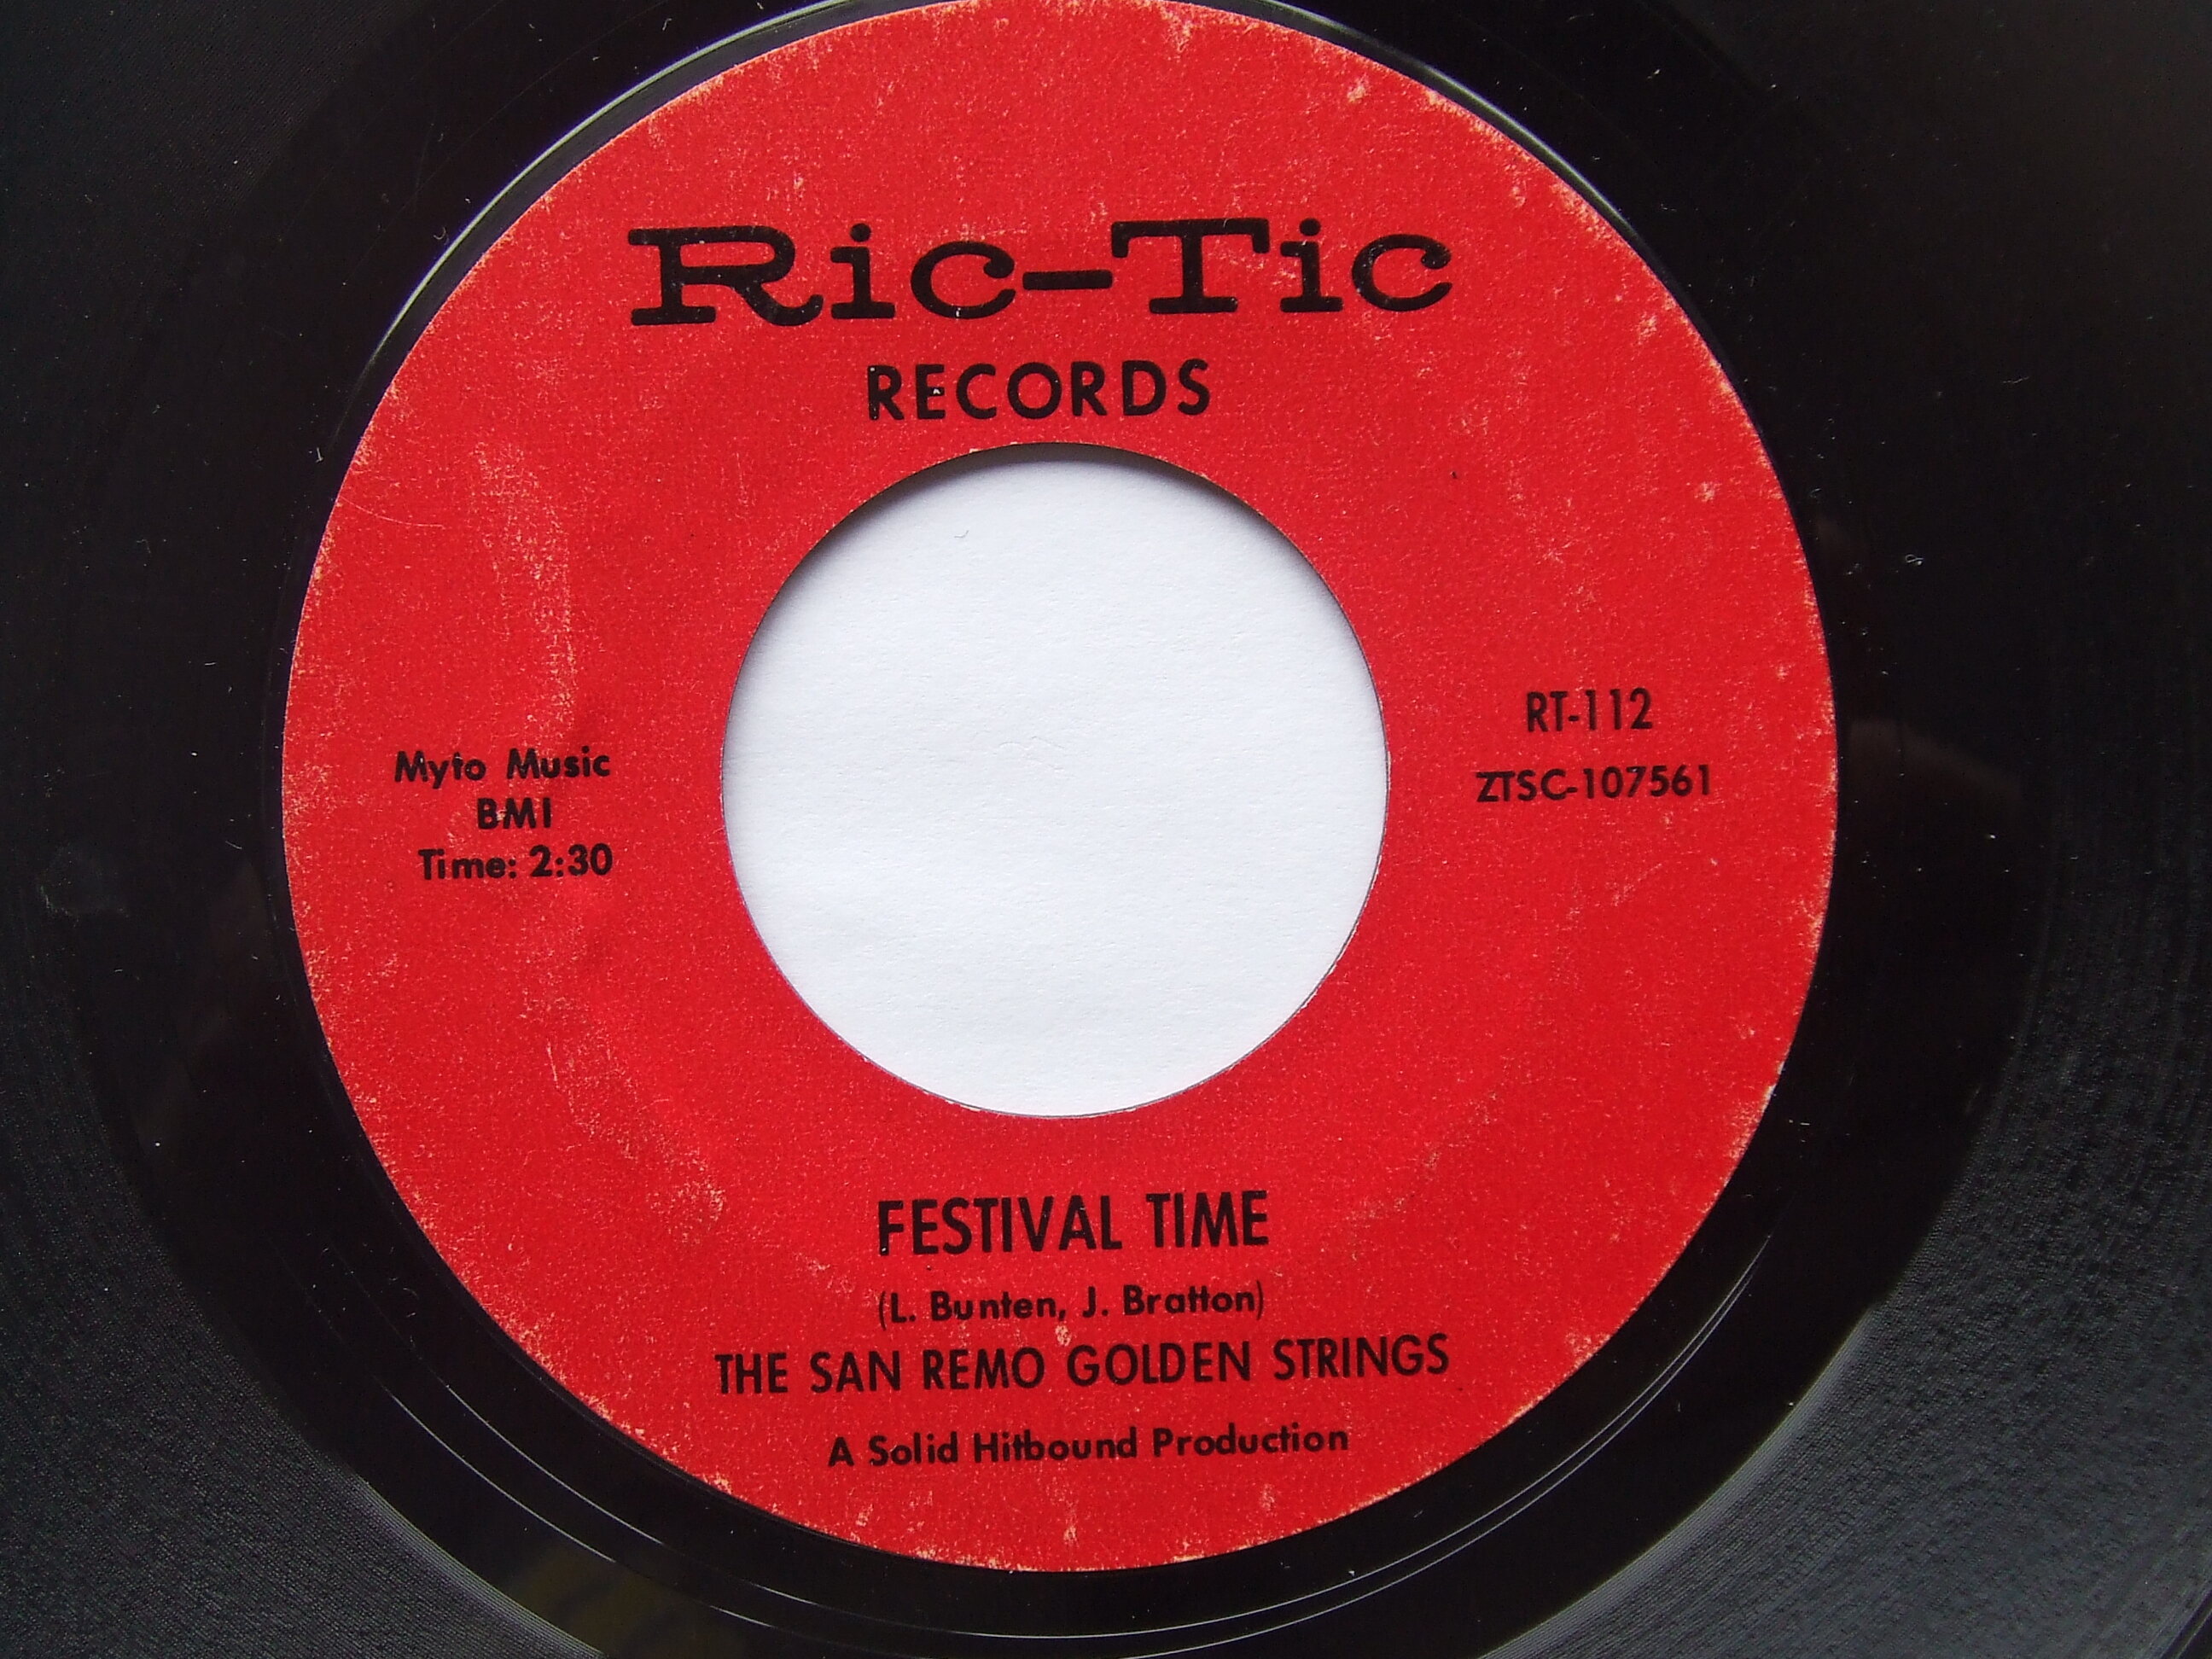 Ric-Tic
RECORDS
RT-112
ZTSC-107561
Myto Music
BMI
Time: 2:30
FESTIVAL TIME
(L. Bunten, J. Bratton)
THE SAN REMO GOLDEN STRINGS
A Solid Hitbound Production